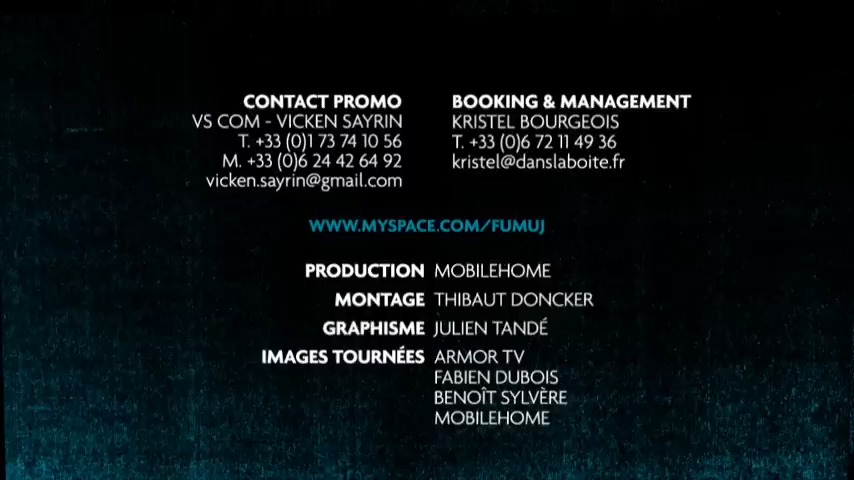 CONTACT PROMO
VS COM - VICKEN SAYRIN
T. +33 (0)1 73 74 10 56
M. +33 (0)6 24 42 64 92
vicken.sayrin@gmail.com
BOOKING & MANAGEMENT
KRISTEL BOURGEOIS
T. +33 (0)6 72 11 49 36
kristel@danslaboite.fr
WWW.MYSPACE.COM/FUMUJ
PRODUCTION MOBILEHOME
MONTAGE THIBAUT DONCKER
GRAPHISME JULIEN TANDÉ
IMAGES TOURNÉES ARMOR TV
FABIEN DUBOIS
BENOÎT SYLVÈRE
MOBILEHOME